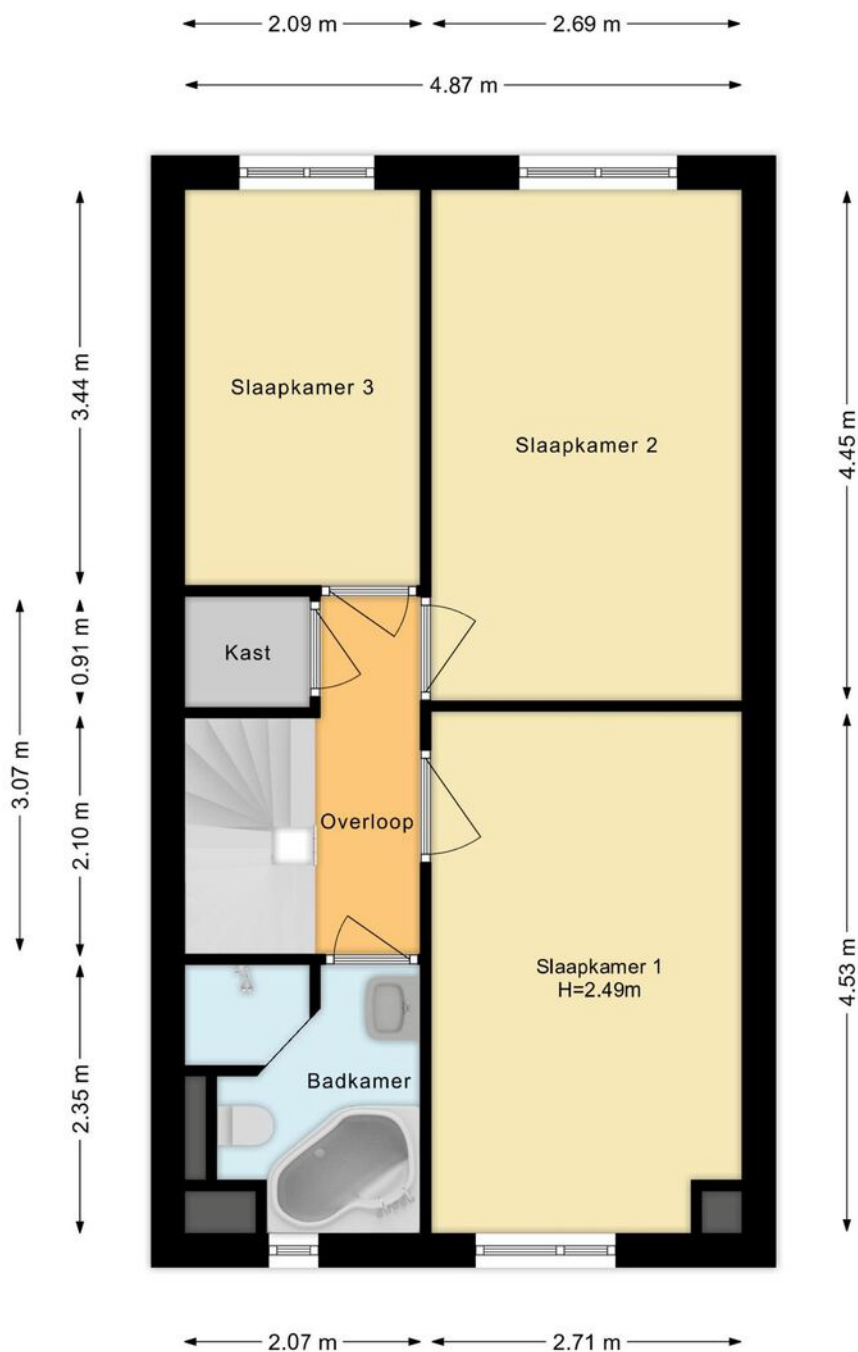 2.09 m
2.69 m
4.87 m
3.44 m
Slaapkamer 3
Slaapkamer 2
4.45 m
0.91 m
Kast
3.07 m
2.10 m
Overloop
Slaapkamer 1
H=2.49m
4.53 m
2.35 m
Badkamer
2.07 m
2.71 m